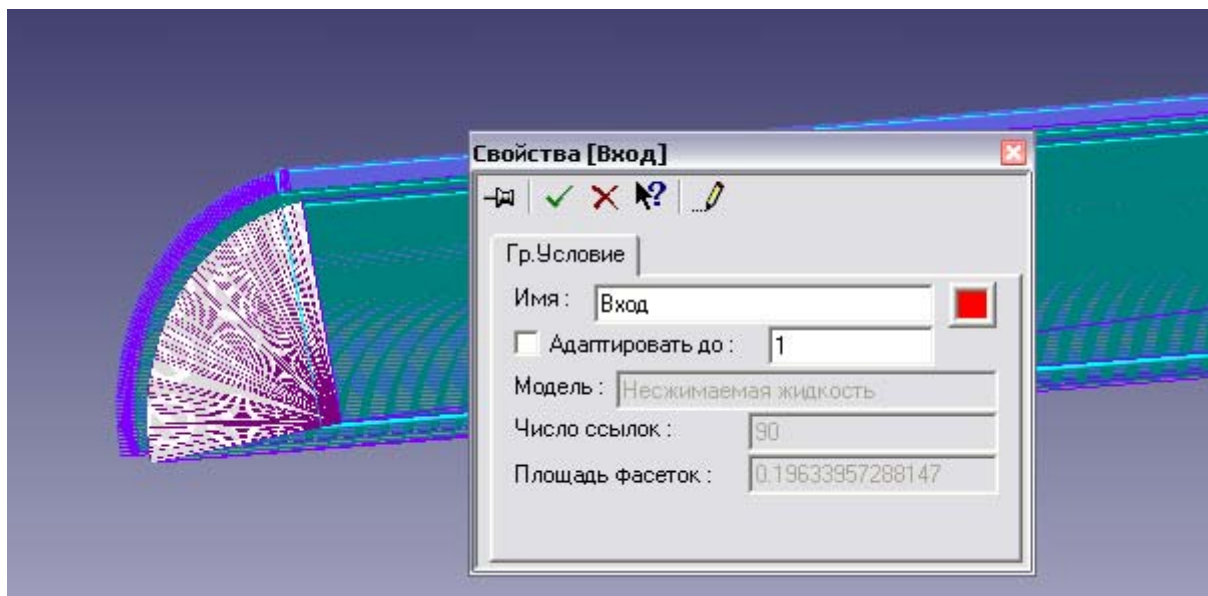 Свойства [Вход]
Гр.Условие
Имя : Вход
Адаптировать до : 1
Модель : Несжимаемая жидкость
Число ссылок : 90
Площадь фасеток : 0.19633957288147